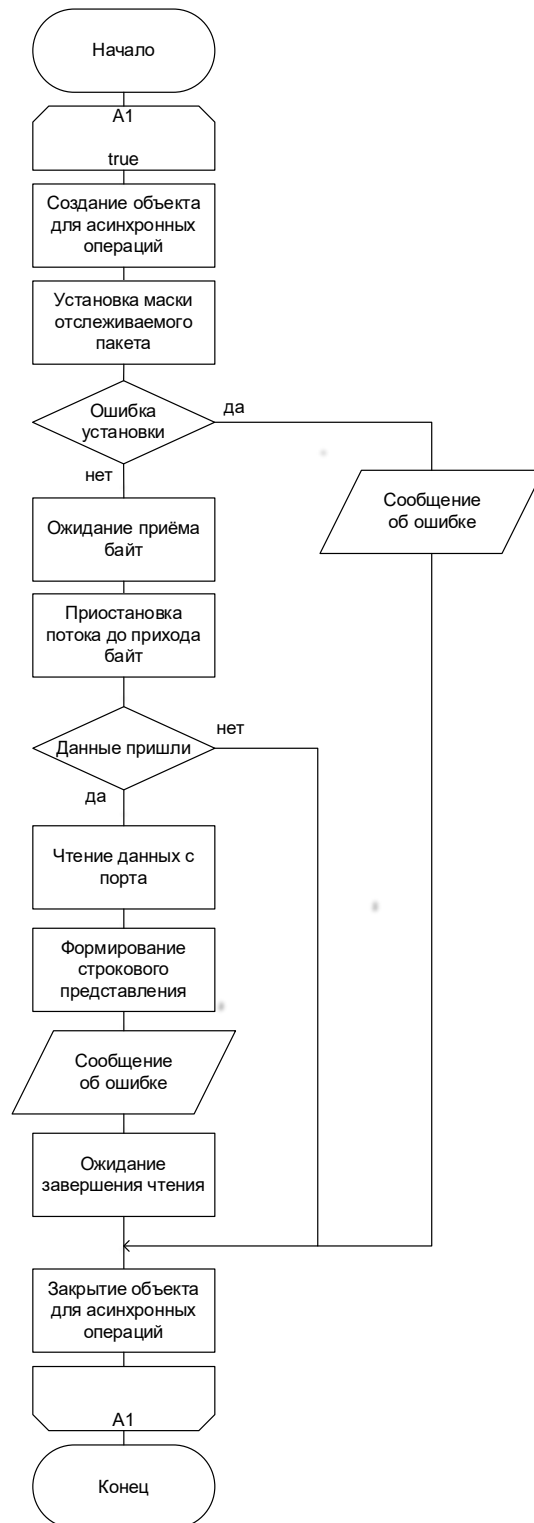 Начало
A1
true
Создание объекта
для асинхронных
операций
Установка маски
отслеживаемого
пакета
Ошибка
установки
да
нет
Сообщение
об ошибке
Ожидание приёма
байт
Приостановка
потока до прихода
байт
Данные пришли
нет
да
Чтение данных с
порта
Формирование
строкового
представления
Сообщение
об ошибке
Ожидание
завершения чтения
Закрытие объекта
для асинхронных
операций
A1
Конец